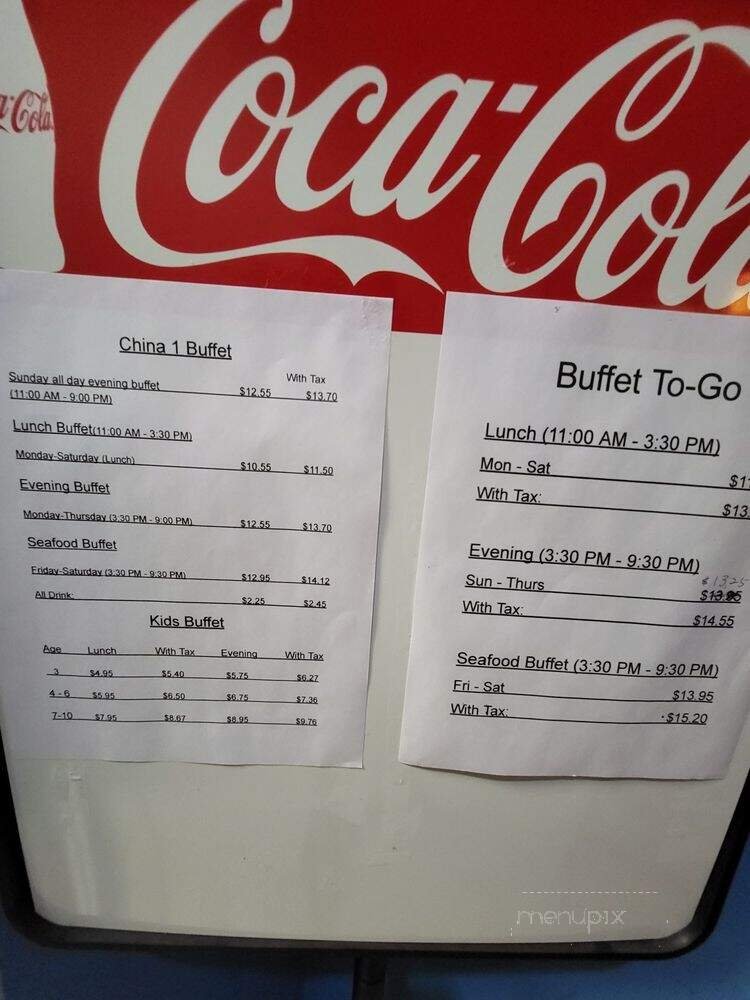 Coca-Cola
China 1 Buffet
With Tax
Sunday all day evening buffet $12.55 $13.70
(11:00 AM - 9:00 PM)
Lunch Buffet(11:00 AM - 3:30 PM)
Monday-Saturday (Lunch) $10.55 $11.50
Evening Buffet
Monday-Thursday (3:30 PM - 9:00 PM) $12.55 $13.70
Seafood Buffet
Friday-Saturday (3:30 PM - 9:30 PM) $12.95 $14.12
All Drink: $2.25 $2.45
Kids Buffet
Age Lunch With Tax Evening With Tax
3 $4.95 $5.40 $5.75 $6.27
4 - 6 $5.95 $6.50 $6.75 $7.36
7-10 $7.95 $8.67 $8.95 $9.76
Buffet To-Go
Lunch (11:00 AM - 3:30 PM)
Mon - Sat
With Tax: $13.
Evening (3:30 PM - 9:30 PM)
$13.25
Sun - Thurs $13.95
With Tax: $14.55
Seafood Buffet (3:30 PM - 9:30 PM)
Fri - Sat $13.95
With Tax: $15.20
menupix